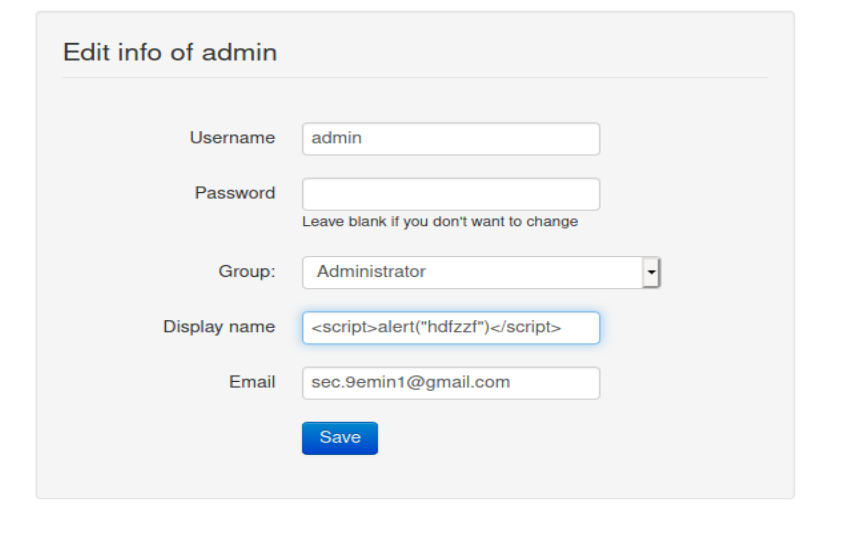 Edit info of admin
Username admin
Password
Leave blank if you don't want to change
Group: Administrator
Display name <script>alert("hdfzzf")</script>
Email sec.9emin1@gmail.com
Save